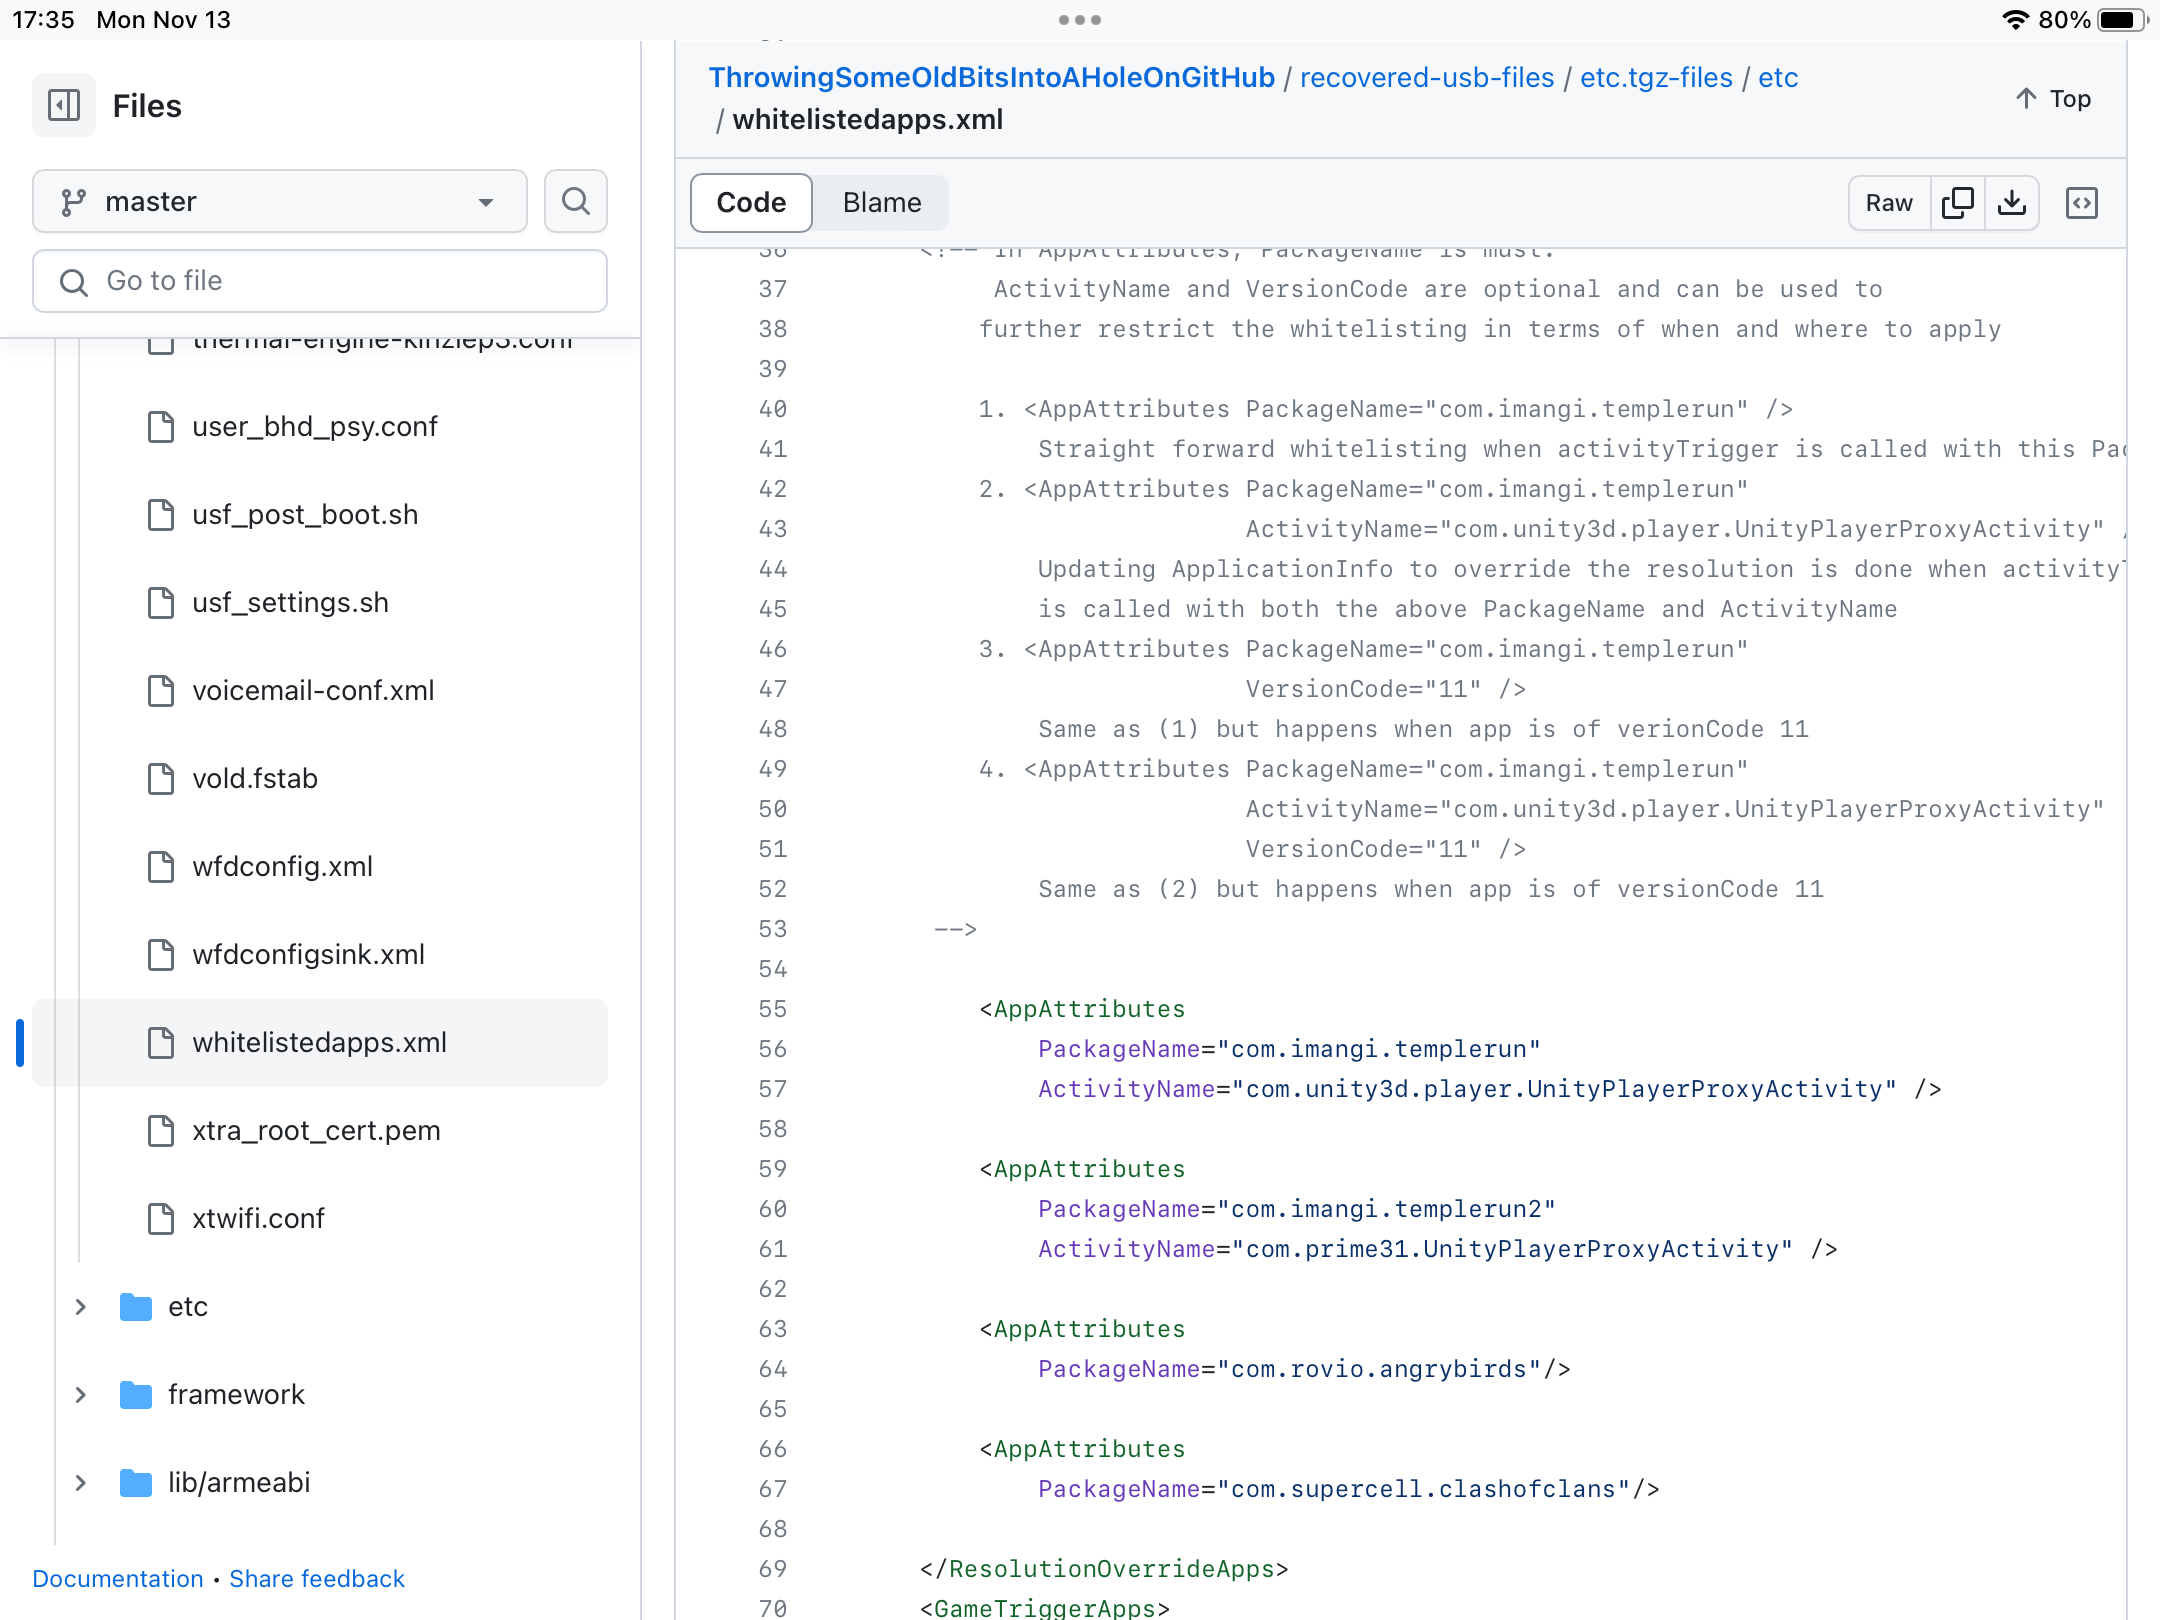 17:35 Mon Nov 13
80%
Files
master
Go to file
thermal-engine-kinzlep3.conf
user_bhd_psy.conf
usf_post_boot.sh
usf_settings.sh
voicemail-conf.xml
vold.fstab
wfdconfig.xml
wfdconfigsink.xml
whitelistedapps.xml
xtra_root_cert.pem
xtwifi.conf
etc
framework
lib/armeabi
Documentation • Share feedback
ThrowingSomeOldBitsIntoAHoleOnGitHub / recovered-usb-files / etc.tgz-files / etc
/ whitelistedapps.xml
Top
Code Blame
Raw
36 <!-- In AppAttributes, PackageName is must.
37 ActivityName and VersionCode are optional and can be used to
38 further restrict the whitelisting in terms of when and where to apply
39
40 1. <AppAttributes PackageName="com.imangi.templerun" />
41 Straight forward whitelisting when activityTrigger is called with this Pac
42 2. <AppAttributes PackageName="com.imangi.templerun"
43 ActivityName="com.unity3d.player.UnityPlayerProxyActivity" /
44 Updating ApplicationInfo to override the resolution is done when activityT
45 is called with both the above PackageName and ActivityName
46 3. <AppAttributes PackageName="com.imangi.templerun"
47 VersionCode="11" />
48 Same as (1) but happens when app is of verionCode 11
49 4. <AppAttributes PackageName="com.imangi.templerun"
50 ActivityName="com.unity3d.player.UnityPlayerProxyActivity"
51 VersionCode="11" />
52 Same as (2) but happens when app is of versionCode 11
53 -->
54
55 <AppAttributes
56 PackageName="com.imangi.templerun"
57 ActivityName="com.unity3d.player.UnityPlayerProxyActivity" />
58
59 <AppAttributes
60 PackageName="com.imangi.templerun2"
61 ActivityName="com.prime31.UnityPlayerProxyActivity" />
62
63 <AppAttributes
64 PackageName="com.rovio.angrybirds"/>
65
66 <AppAttributes
67 PackageName="com.supercell.clashofclans"/>
68
69 </ResolutionOverrideApps>
70 <GameTriggerApps>